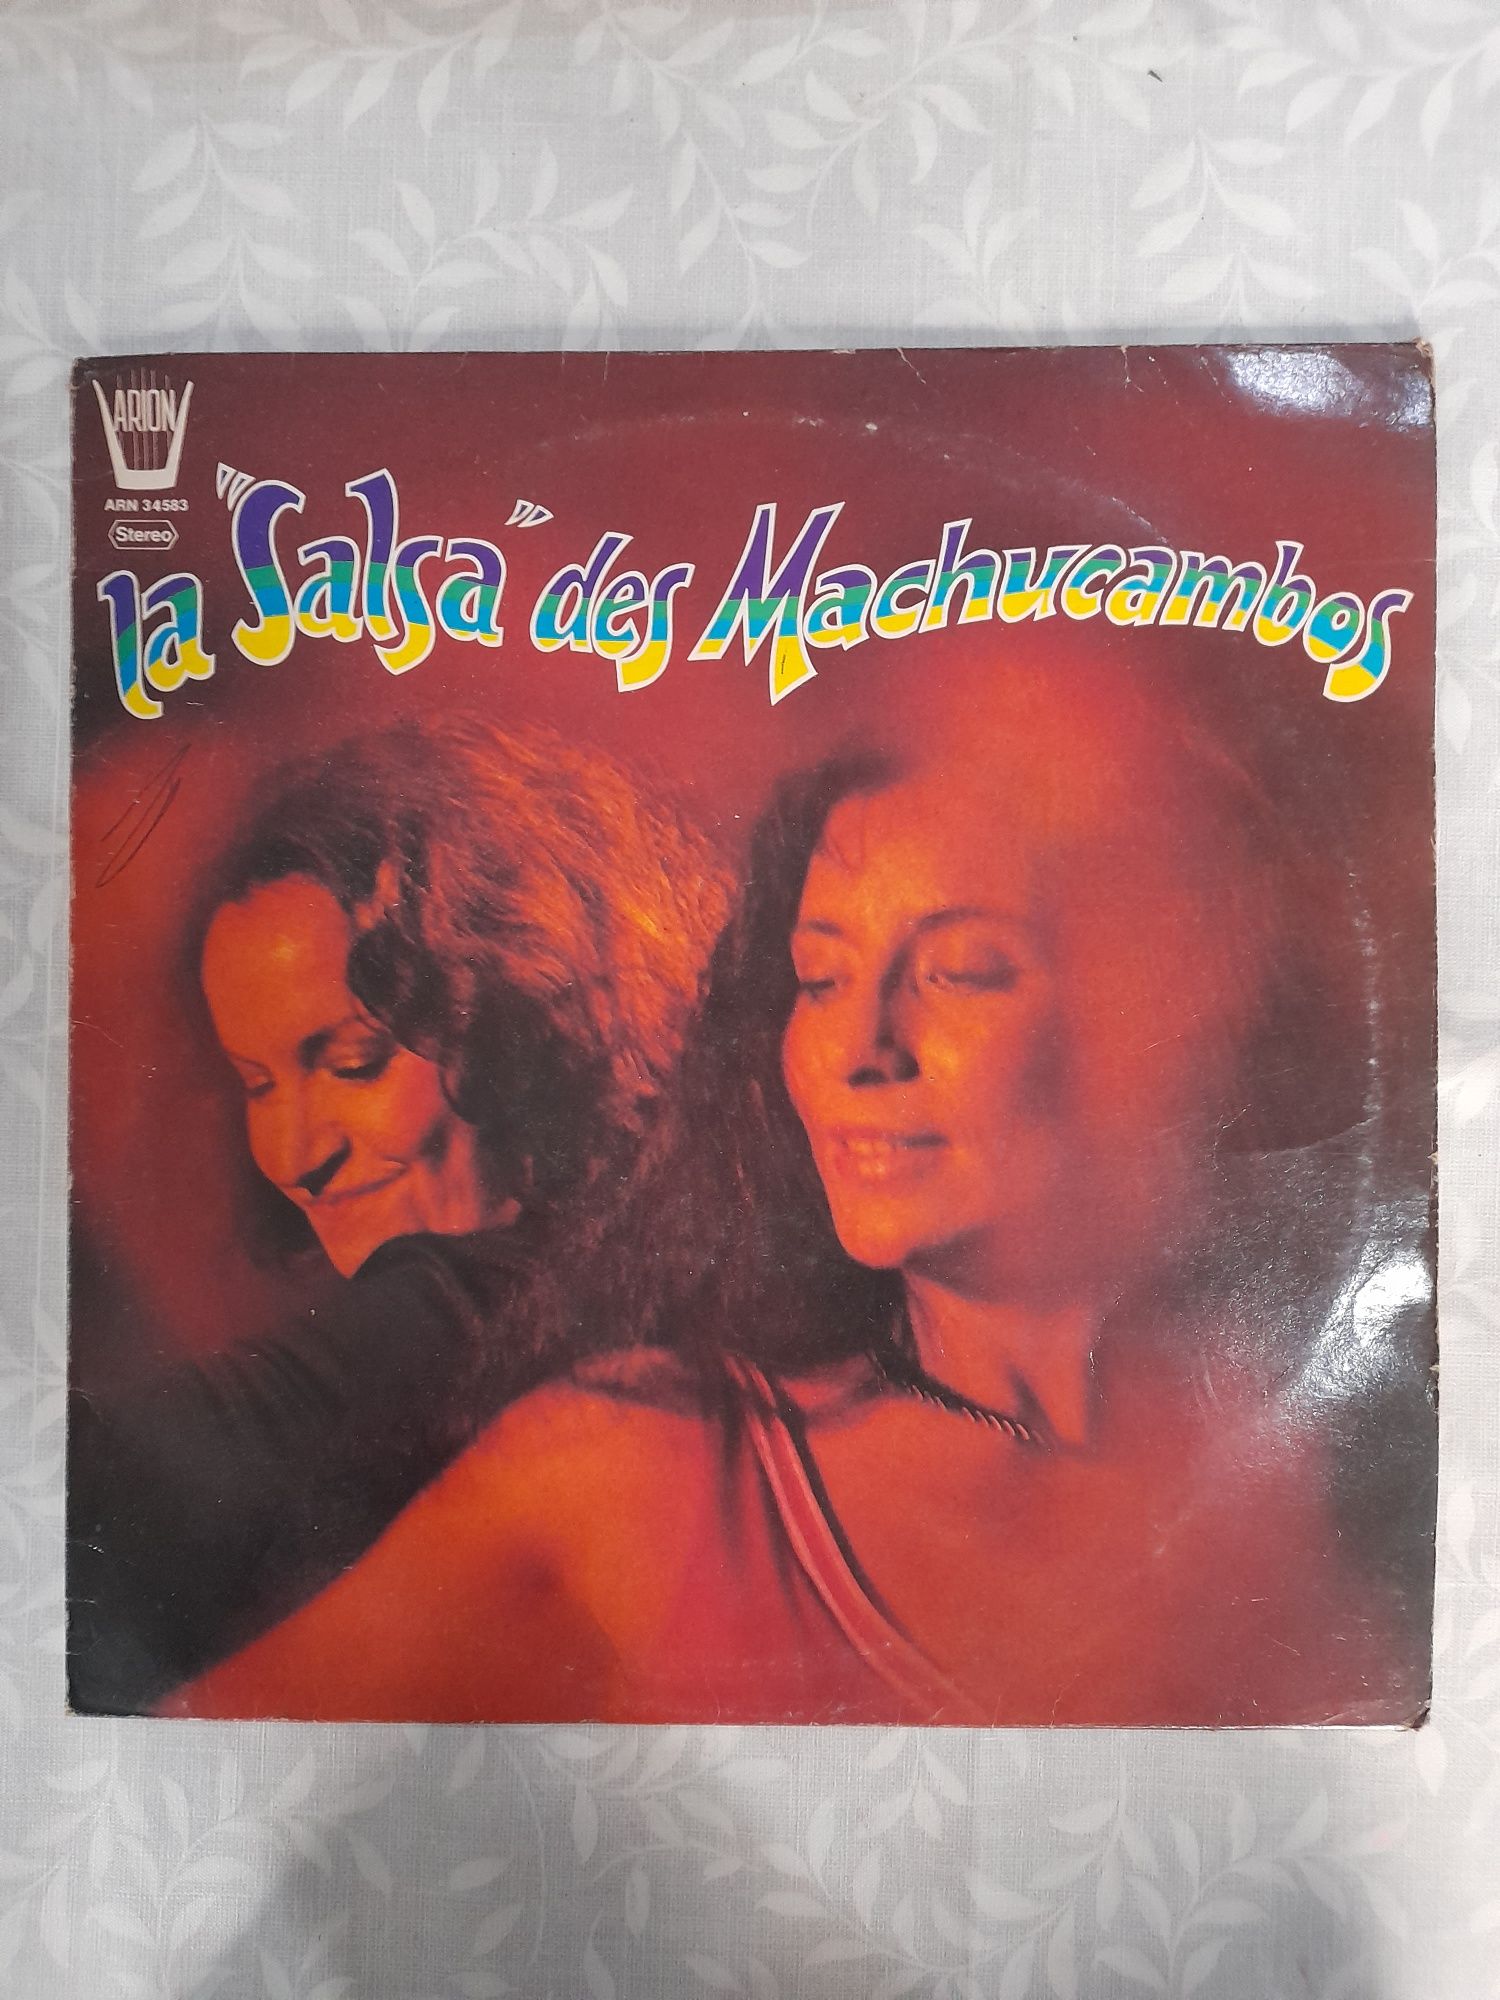 ARION
ARN 34583
Stereo
la "Salsa" des Machucambos